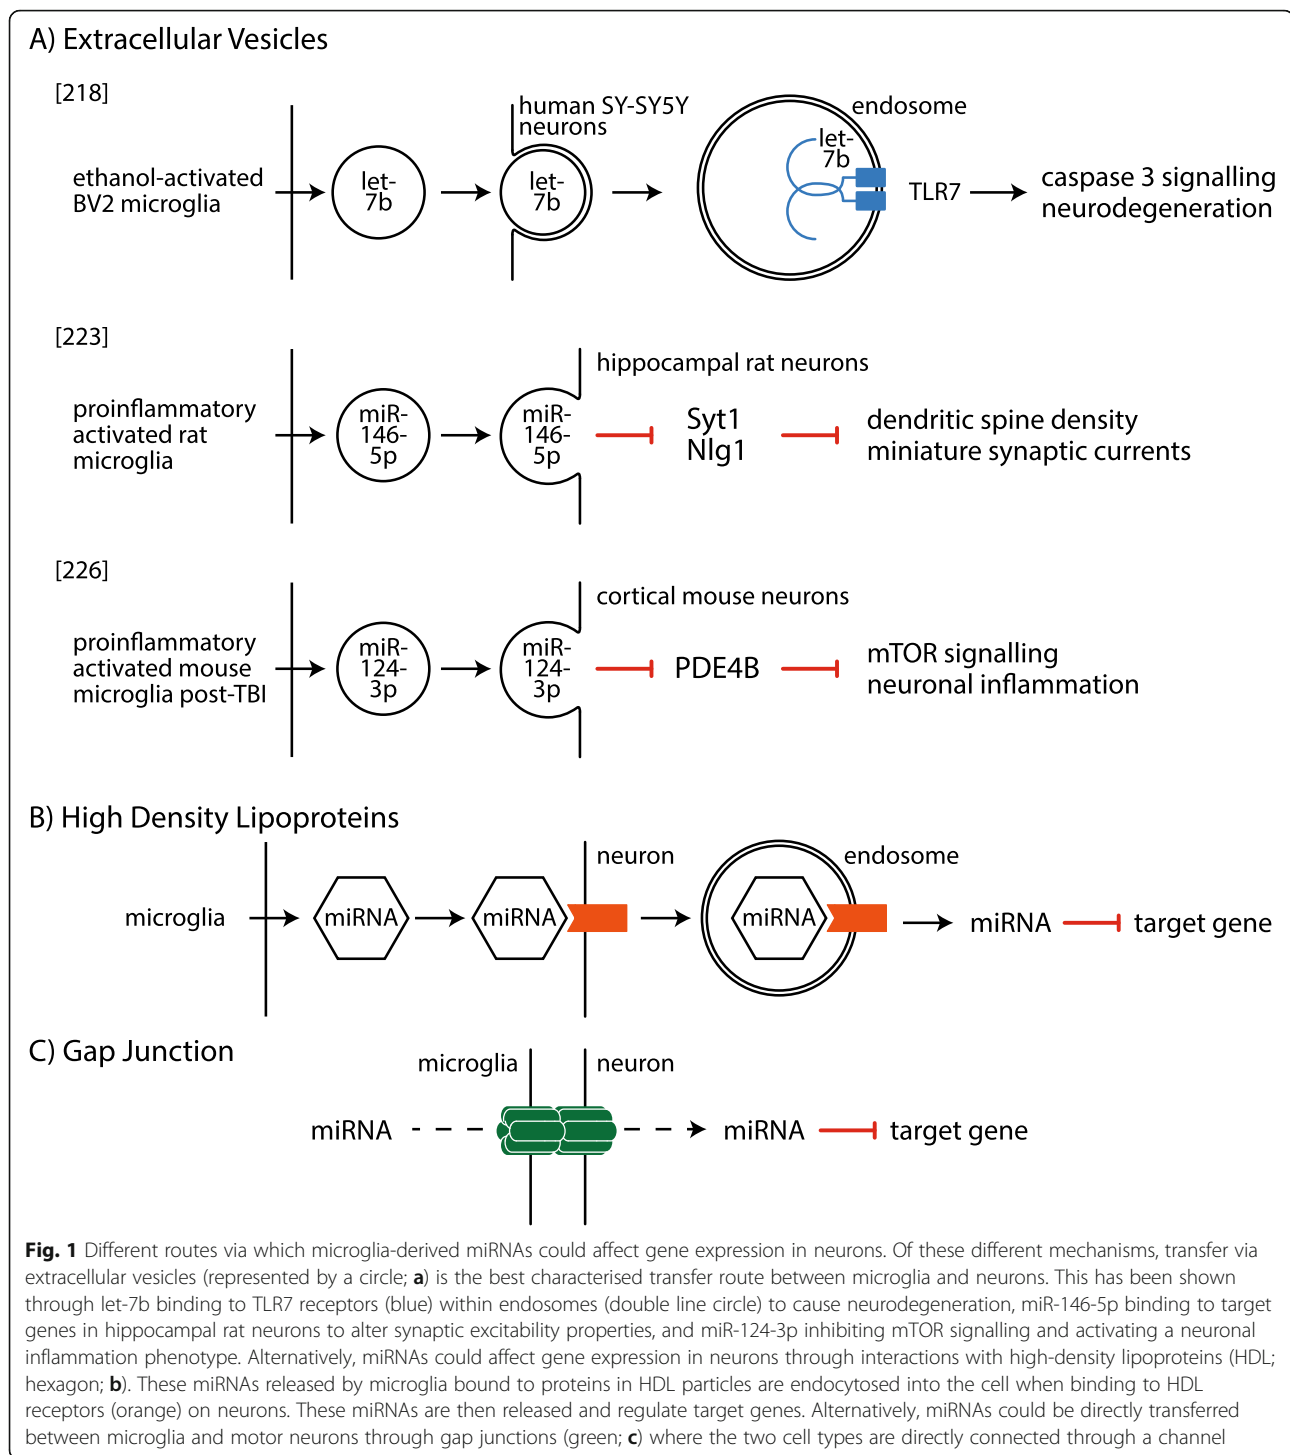 A) Extracellular Vesicles
[218]
human SY-SY5Y
neurons
endosome
ethanol-activated
BV2 microglia
let-
7b
let-
7b
let-
7b
TLR7
caspase 3 signalling
neurodegeneration
[223]
hippocampal rat neurons
proinflammatory
activated rat
microglia
miR-
146-
5p
miR-
146-
5p
Syt1
Nlg1
dendritic spine density
miniature synaptic currents
[226]
cortical mouse neurons
proinflammatory
activated mouse
microglia post-TBI
miR-
124-
3p
miR-
124-
3p
PDE4B
mTOR signalling
neuronal inflammation
B) High Density Lipoproteins
neuron
endosome
microglia
miRNA
miRNA
miRNA
miRNA
target gene
C) Gap Junction
microglia
neuron
miRNA
miRNA
target gene
Fig. 1 Different routes via which microglia-derived miRNAs could affect gene expression in neurons. Of these different mechanisms, transfer via
extracellular vesicles (represented by a circle; a) is the best characterised transfer route between microglia and neurons. This has been shown
through let-7b binding to TLR7 receptors (blue) within endosomes (double line circle) to cause neurodegeneration, miR-146-5p binding to target
genes in hippocampal rat neurons to alter synaptic excitability properties, and miR-124-3p inhibiting mTOR signalling and activating a neuronal
inflammation phenotype. Alternatively, miRNAs could affect gene expression in neurons through interactions with high-density lipoproteins (HDL;
hexagon; b). These miRNAs released by microglia bound to proteins in HDL particles are endocytosed into the cell when binding to HDL
receptors (orange) on neurons. These miRNAs are then released and regulate target genes. Alternatively, miRNAs could be directly transferred
between microglia and motor neurons through gap junctions (green; c) where the two cell types are directly connected through a channel